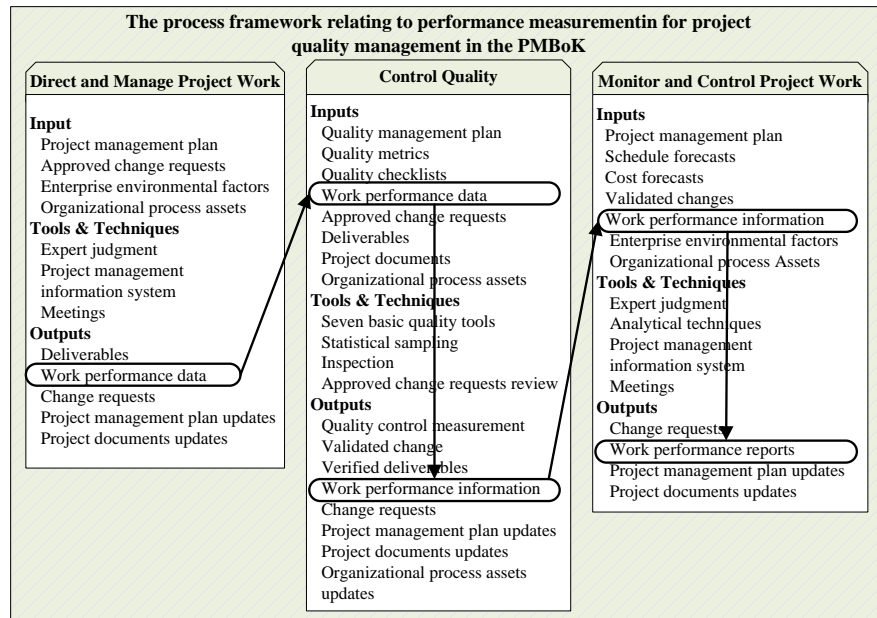 The process framework relating to performance measurementin for project
quality management in the PMBoK
Direct and Manage Project Work
Input
Project management plan
Approved change requests
Enterprise environmental factors
Organizational process assets
Tools & Techniques
Expert judgment
Project management
information system
Meetings
Outputs
Deliverables
Work performance data
Change requests
Project management plan updates
Project documents updates
Control Quality
Inputs
Quality management plan
Quality metrics
Quality checklists
Work performance data
Approved change requests
Deliverables
Project documents
Organizational process assets
Tools & Techniques
Seven basic quality tools
Statistical sampling
Inspection
Approved change requests review
Outputs
Quality control measurement
Validated change
Verified deliverables
Work performance information
Change requests
Project management plan updates
Project documents updates
Organizational process assets
updates
Monitor and Control Project Work
Inputs
Project management plan
Schedule forecasts
Cost forecasts
Validated changes
Work performance information
Enterprise environmental factors
Organizational process Assets
Tools & Techniques
Expert judgment
Analytical techniques
Project management
information system
Meetings
Outputs
Change requests
Work performance reports
Project management plan updates
Project documents updates